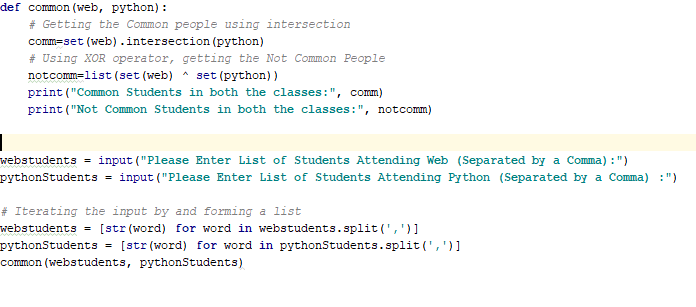 def common(web, python):
    # Getting the Common people using intersection
    comm=set(web).intersection(python)
    # Using XOR operator, getting the Not Common People
    notcomm=list(set(web) ^ set(python))
    print("Common Students in both the classes:", comm)
    print("Not Common Students in both the classes:", notcomm)
webstudents = input("Please Enter List of Students Attending Web (Separated by a Comma):")
pythonStudents = input("Please Enter List of Students Attending Python (Separated by a Comma) :")
# Iterating the input by and forming a list
webstudents = [str(word) for word in webstudents.split(',')]
pythonStudents = [str(word) for word in pythonStudents.split(',')]
common(webstudents, pythonStudents)